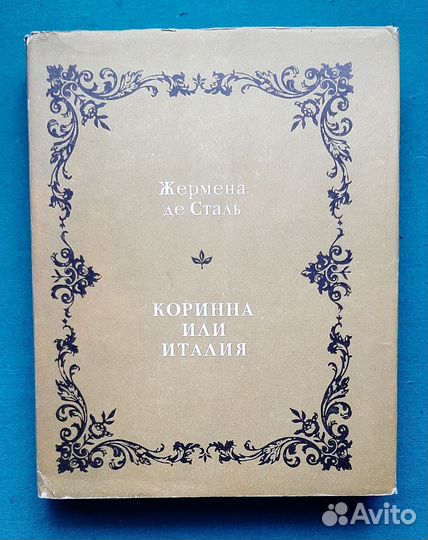 Жермена
де Сталь
КОРИННА
ИЛИ
ИТАЛИЯ
Avito